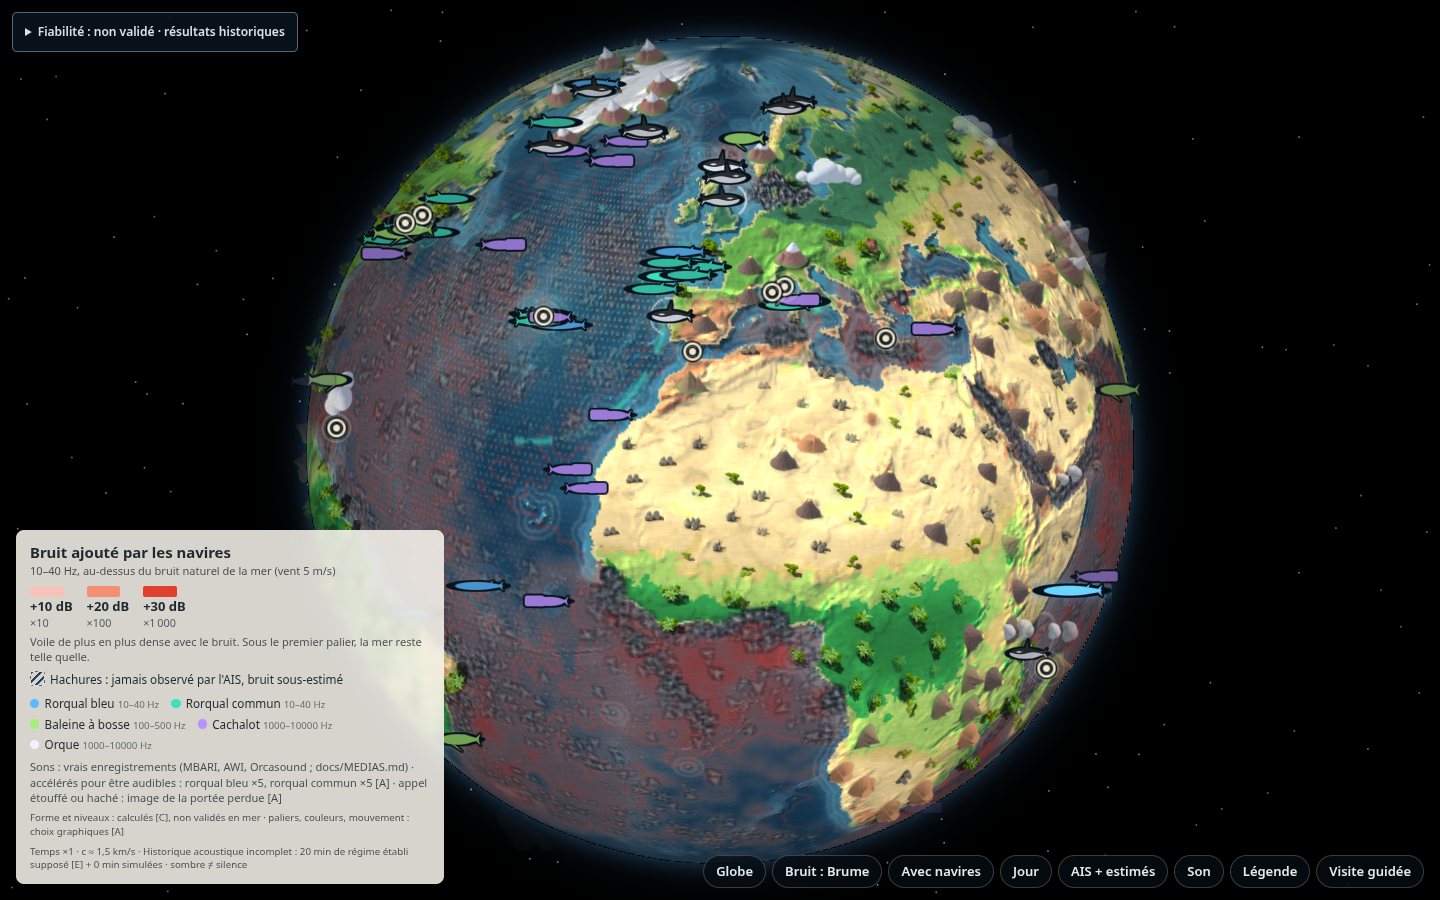 ▶ Fiabilité : non validé · résultats historiques
Bruit ajouté par les navires
10–40 Hz, au-dessus du bruit naturel de la mer (vent 5 m/s)
+10 dB +20 dB +30 dB
×10 ×100 ×1 000
Voile de plus en plus dense avec le bruit. Sous le premier palier, la mer reste
telle quelle.
Hachures : jamais observé par l'AIS, bruit sous-estimé
Rorqual bleu 10–40 Hz Rorqual commun 10–40 Hz
Baleine à bosse 100–500 Hz Cachalot 1000–10000 Hz
Orque 1000–10000 Hz
Sons : vrais enregistrements (MBARI, AWI, Orcasound ; docs/MEDIAS.md) ·
accélérés pour être audibles : rorqual bleu ×5, rorqual commun ×5 [A] · appel
étouffé ou haché : image de la portée perdue [A]
Forme et niveaux : calculés [C], non validés en mer · paliers, couleurs, mouvement :
choix graphiques [A]
Temps ×1 · c ≈ 1,5 km/s · Historique acoustique incomplet : 20 min de régime établi
supposé [E] + 0 min simulées · sombre ≠ silence
Globe
Bruit : Brume
Avec navires
Jour
AIS + estimés
Son
Légende
Visite guidée